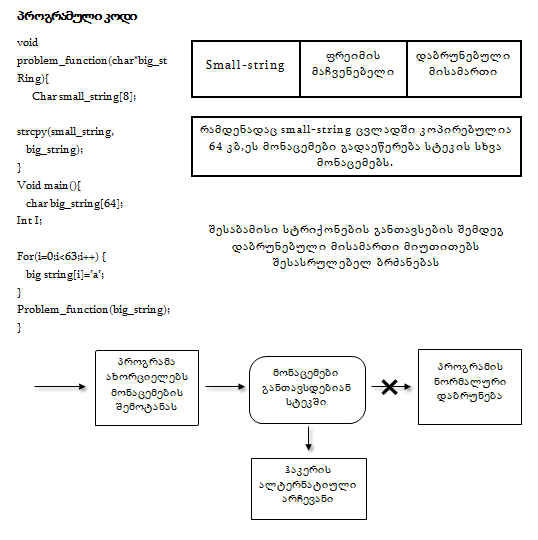 პროგრამული კოდი
void
problem_function(char*big_st
Ring){
Char small_string[8];
strcpy(small_string,
big_string);
}
Void main(){
char big_string[64];
Int I;
For(i=0;i<63;i++) {
big string[i]='a';
}
Problem_function(big_string);
}
Small-string
ფრეიმის
მაჩვენებელი
დაბრუნებული
მისამართი
რამდენადაც small-string ცვლადში კოპირებულია
64 კბ,ეს მონაცემები გადაეწერება სტეკის სხვა
მონაცემებს.
შესაბამისი სტრიქონების განთავსების შემდეგ
დაბრუნებული მისამართი მიუთითებს
შესასრულებელ ბრძანებას
პროგრამა
ახორციელებს
მონაცემების
შემოტანას
მონაცემები
განთავსდებიან
სტეკში
პროგრამის
ნორმალური
დაბრუნება
ჰაკერის
ალტერნატიული
არჩევანი